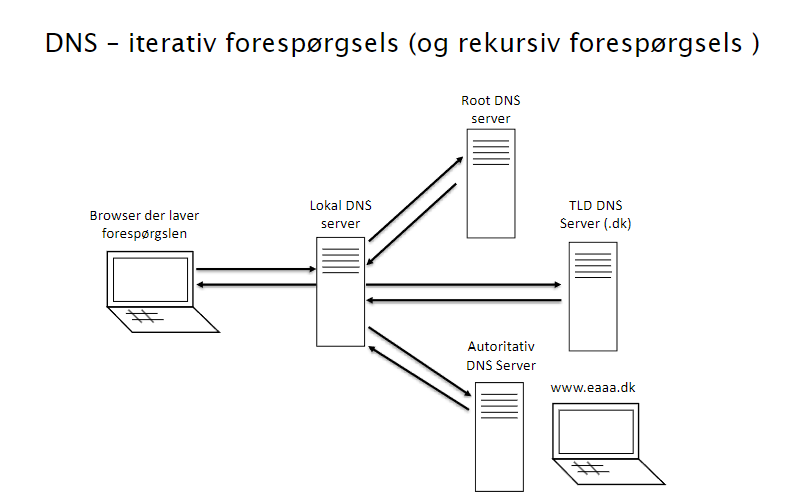 DNS – iterativ forespørgsels (og rekursiv forespørgsels )
Root DNS
server
Lokal DNS
server
TLD DNS
Server (.dk)
Browser der laver
forespørgslen
Autoritativ
DNS Server
www.eaaa.dk